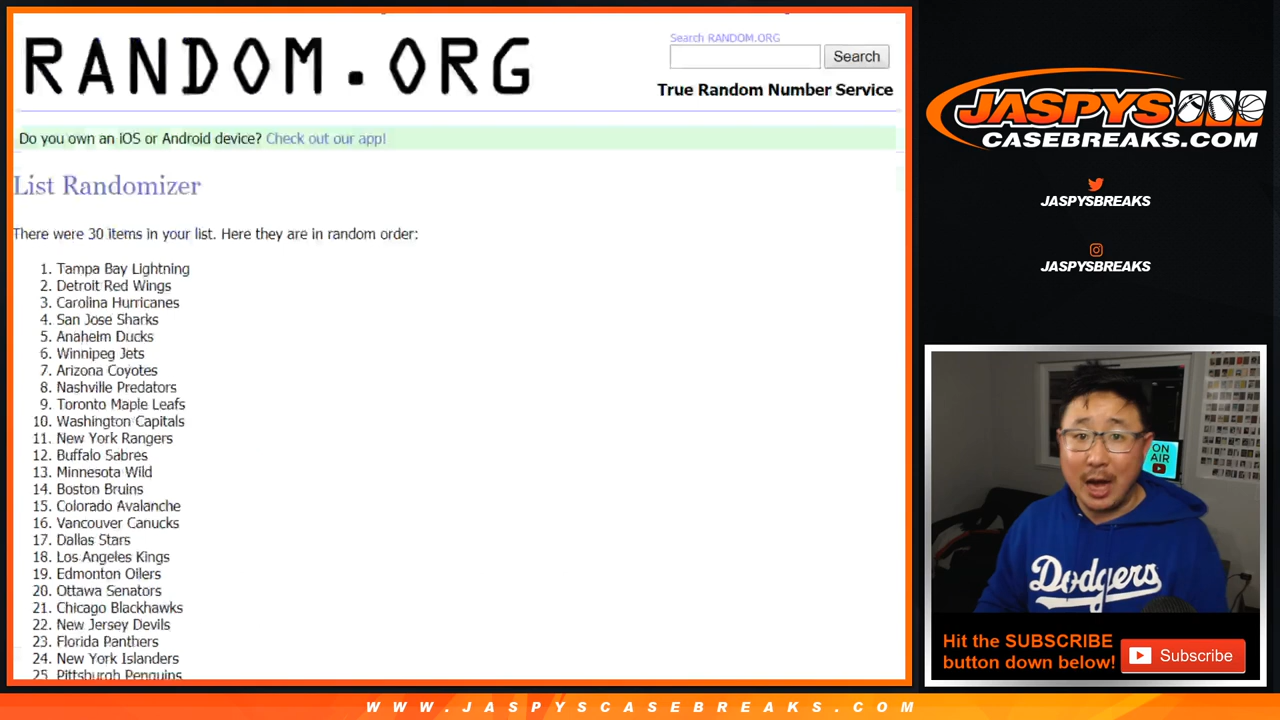 RANDOM.ORG
Search RANDOM.ORG
Search
True Random Number Service
Do you own an iOS or Android device? Check out our app!
List Randomizer
There were 30 items in your list. Here they are in random order:
1. Tampa Bay Lightning
2. Detroit Red Wings
3. Carolina Hurricanes
4. San Jose Sharks
5. Anaheim Ducks
6. Winnipeg Jets
7. Arizona Coyotes
8. Nashville Predators
9. Toronto Maple Leafs
10. Washington Capitals
11. New York Rangers
12. Buffalo Sabres
13. Minnesota Wild
14. Boston Bruins
15. Colorado Avalanche
16. Vancouver Canucks
17. Dallas Stars
18. Los Angeles Kings
19. Edmonton Oilers
20. Ottawa Senators
21. Chicago Blackhawks
22. New Jersey Devils
23. Florida Panthers
24. New York Islanders
25. Pittsburgh Penguins
JASPYS
CASEBREAKS.COM
JASPYSBREAKS
JASPYSBREAKS
ON
AIR
Dodgers
Hit the SUBSCRIBE
button down below!
Subscribe
WWW.JASPYSCASEBREAKS.COM